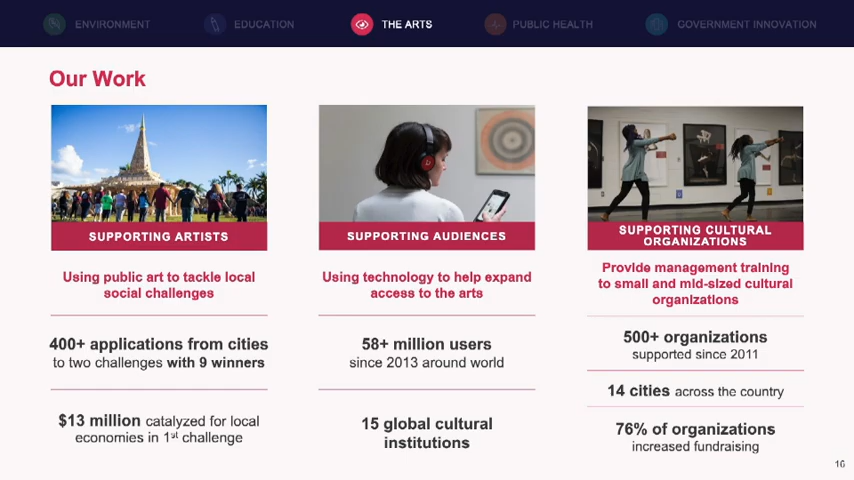 ENVIRONMENT
EDUCATION
THE ARTS
PUBLIC HEALTH
GOVERNMENT INNOVATION
Our Work
SUPPORTING ARTISTS
Using public art to tackle local
social challenges
400+ applications from cities
to two challenges with 9 winners
$13 million catalyzed for local
economies in 1st challenge
SUPPORTING AUDIENCES
Using technology to help expand
access to the arts
58+ million users
since 2013 around world
15 global cultural
institutions
SUPPORTING CULTURAL
ORGANIZATIONS
Provide management training
to small and mid-sized cultural
organizations
500+ organizations
supported since 2011
14 cities across the country
76% of organizations
increased fundraising
16